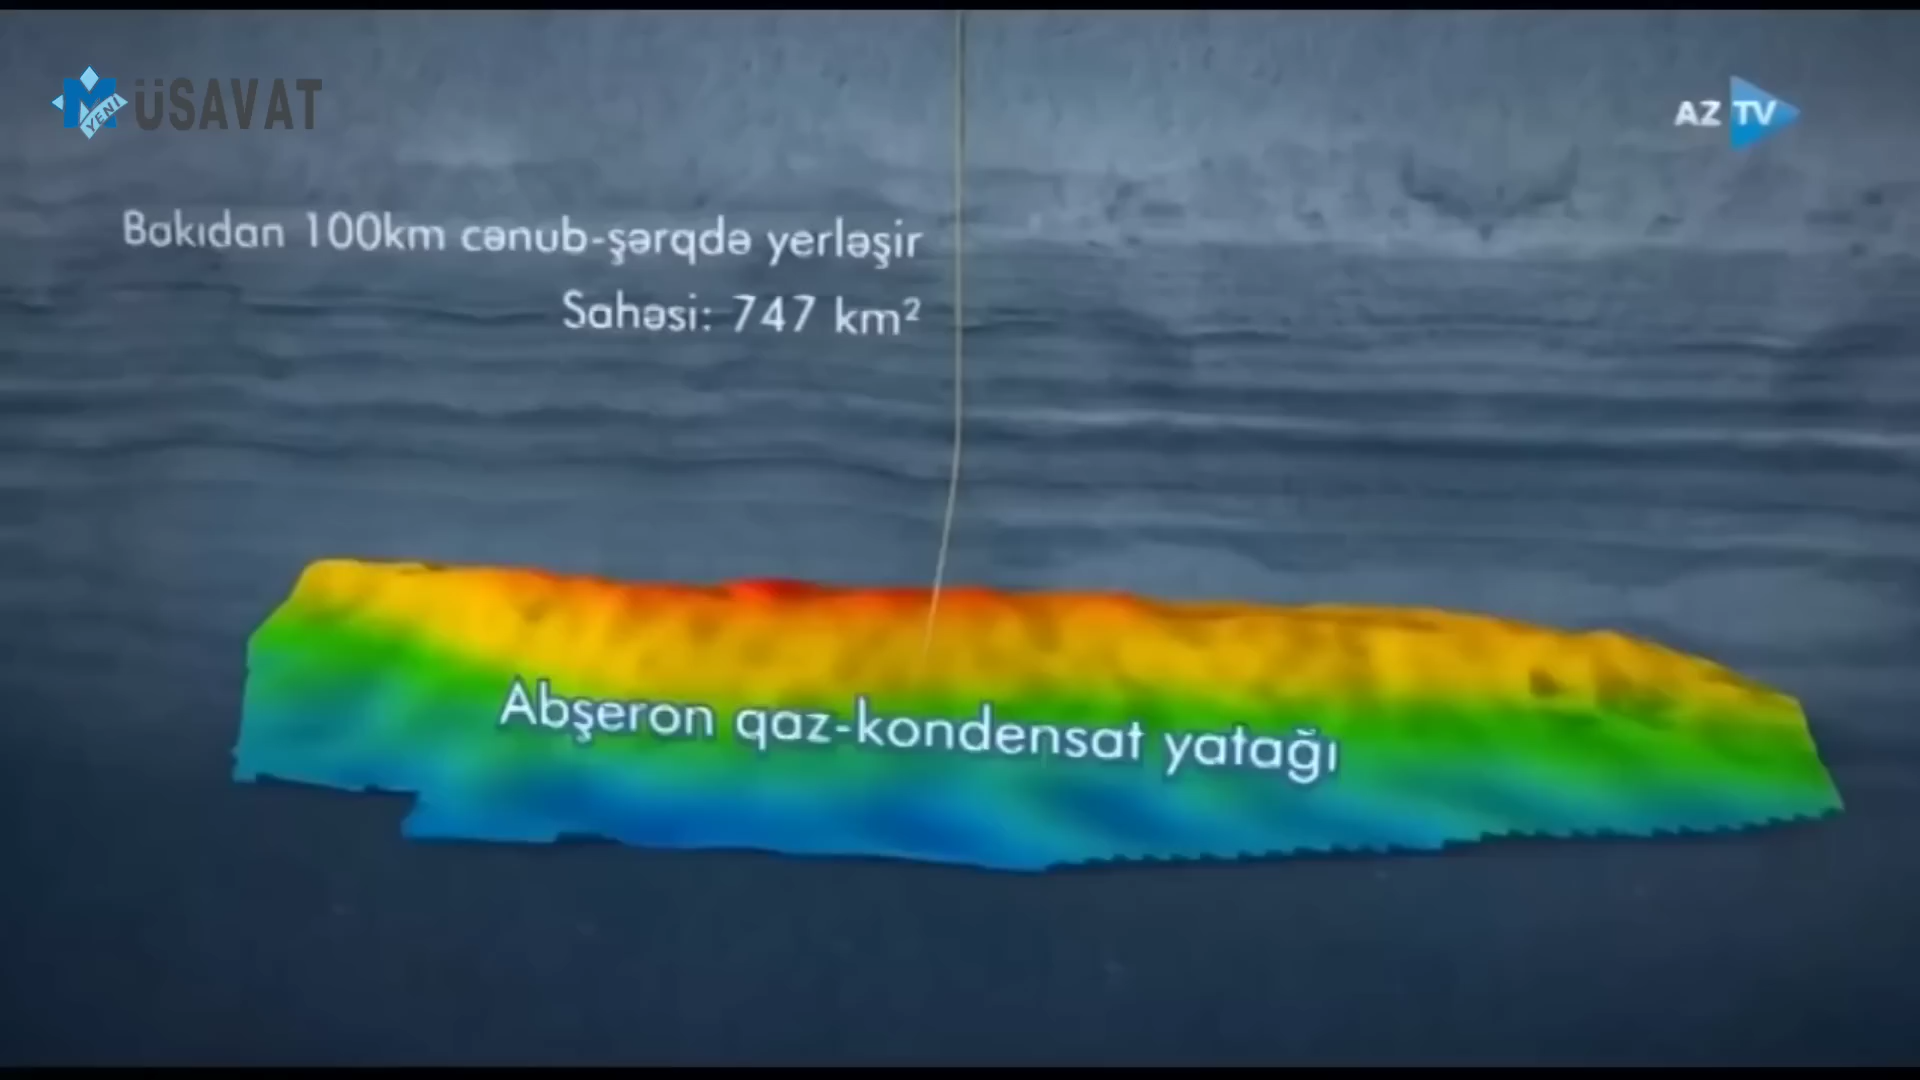 MÜSAVAT
YENİ
AZ TV
Bakıdan 100km cənub-şərqdə yerləşir
Sahəsi: 747 km²
Abşeron qaz-kondensat yatağı